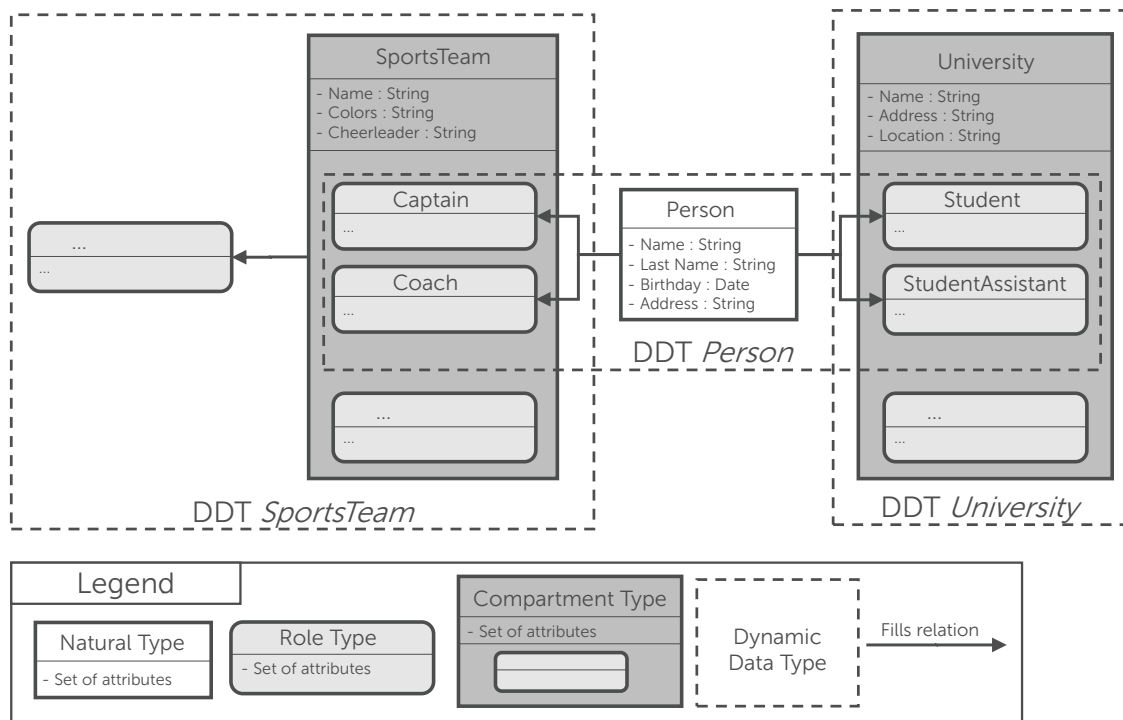 SportsTeam
- Name : String
- Colors : String
- Cheerleader : String
University
- Name : String
- Address : String
- Location : String
...
...
Captain
...
Coach
...
...
...
Person
- Name : String
- Last Name : String
- Birthday : Date
- Address : String
Student
...
StudentAssistant
...
...
...
DDT Person
DDT SportsTeam
DDT University
Legend
Natural Type
- Set of attributes
Role Type
- Set of attributes
Compartment Type
- Set of attributes
Dynamic
Data Type
Fills relation